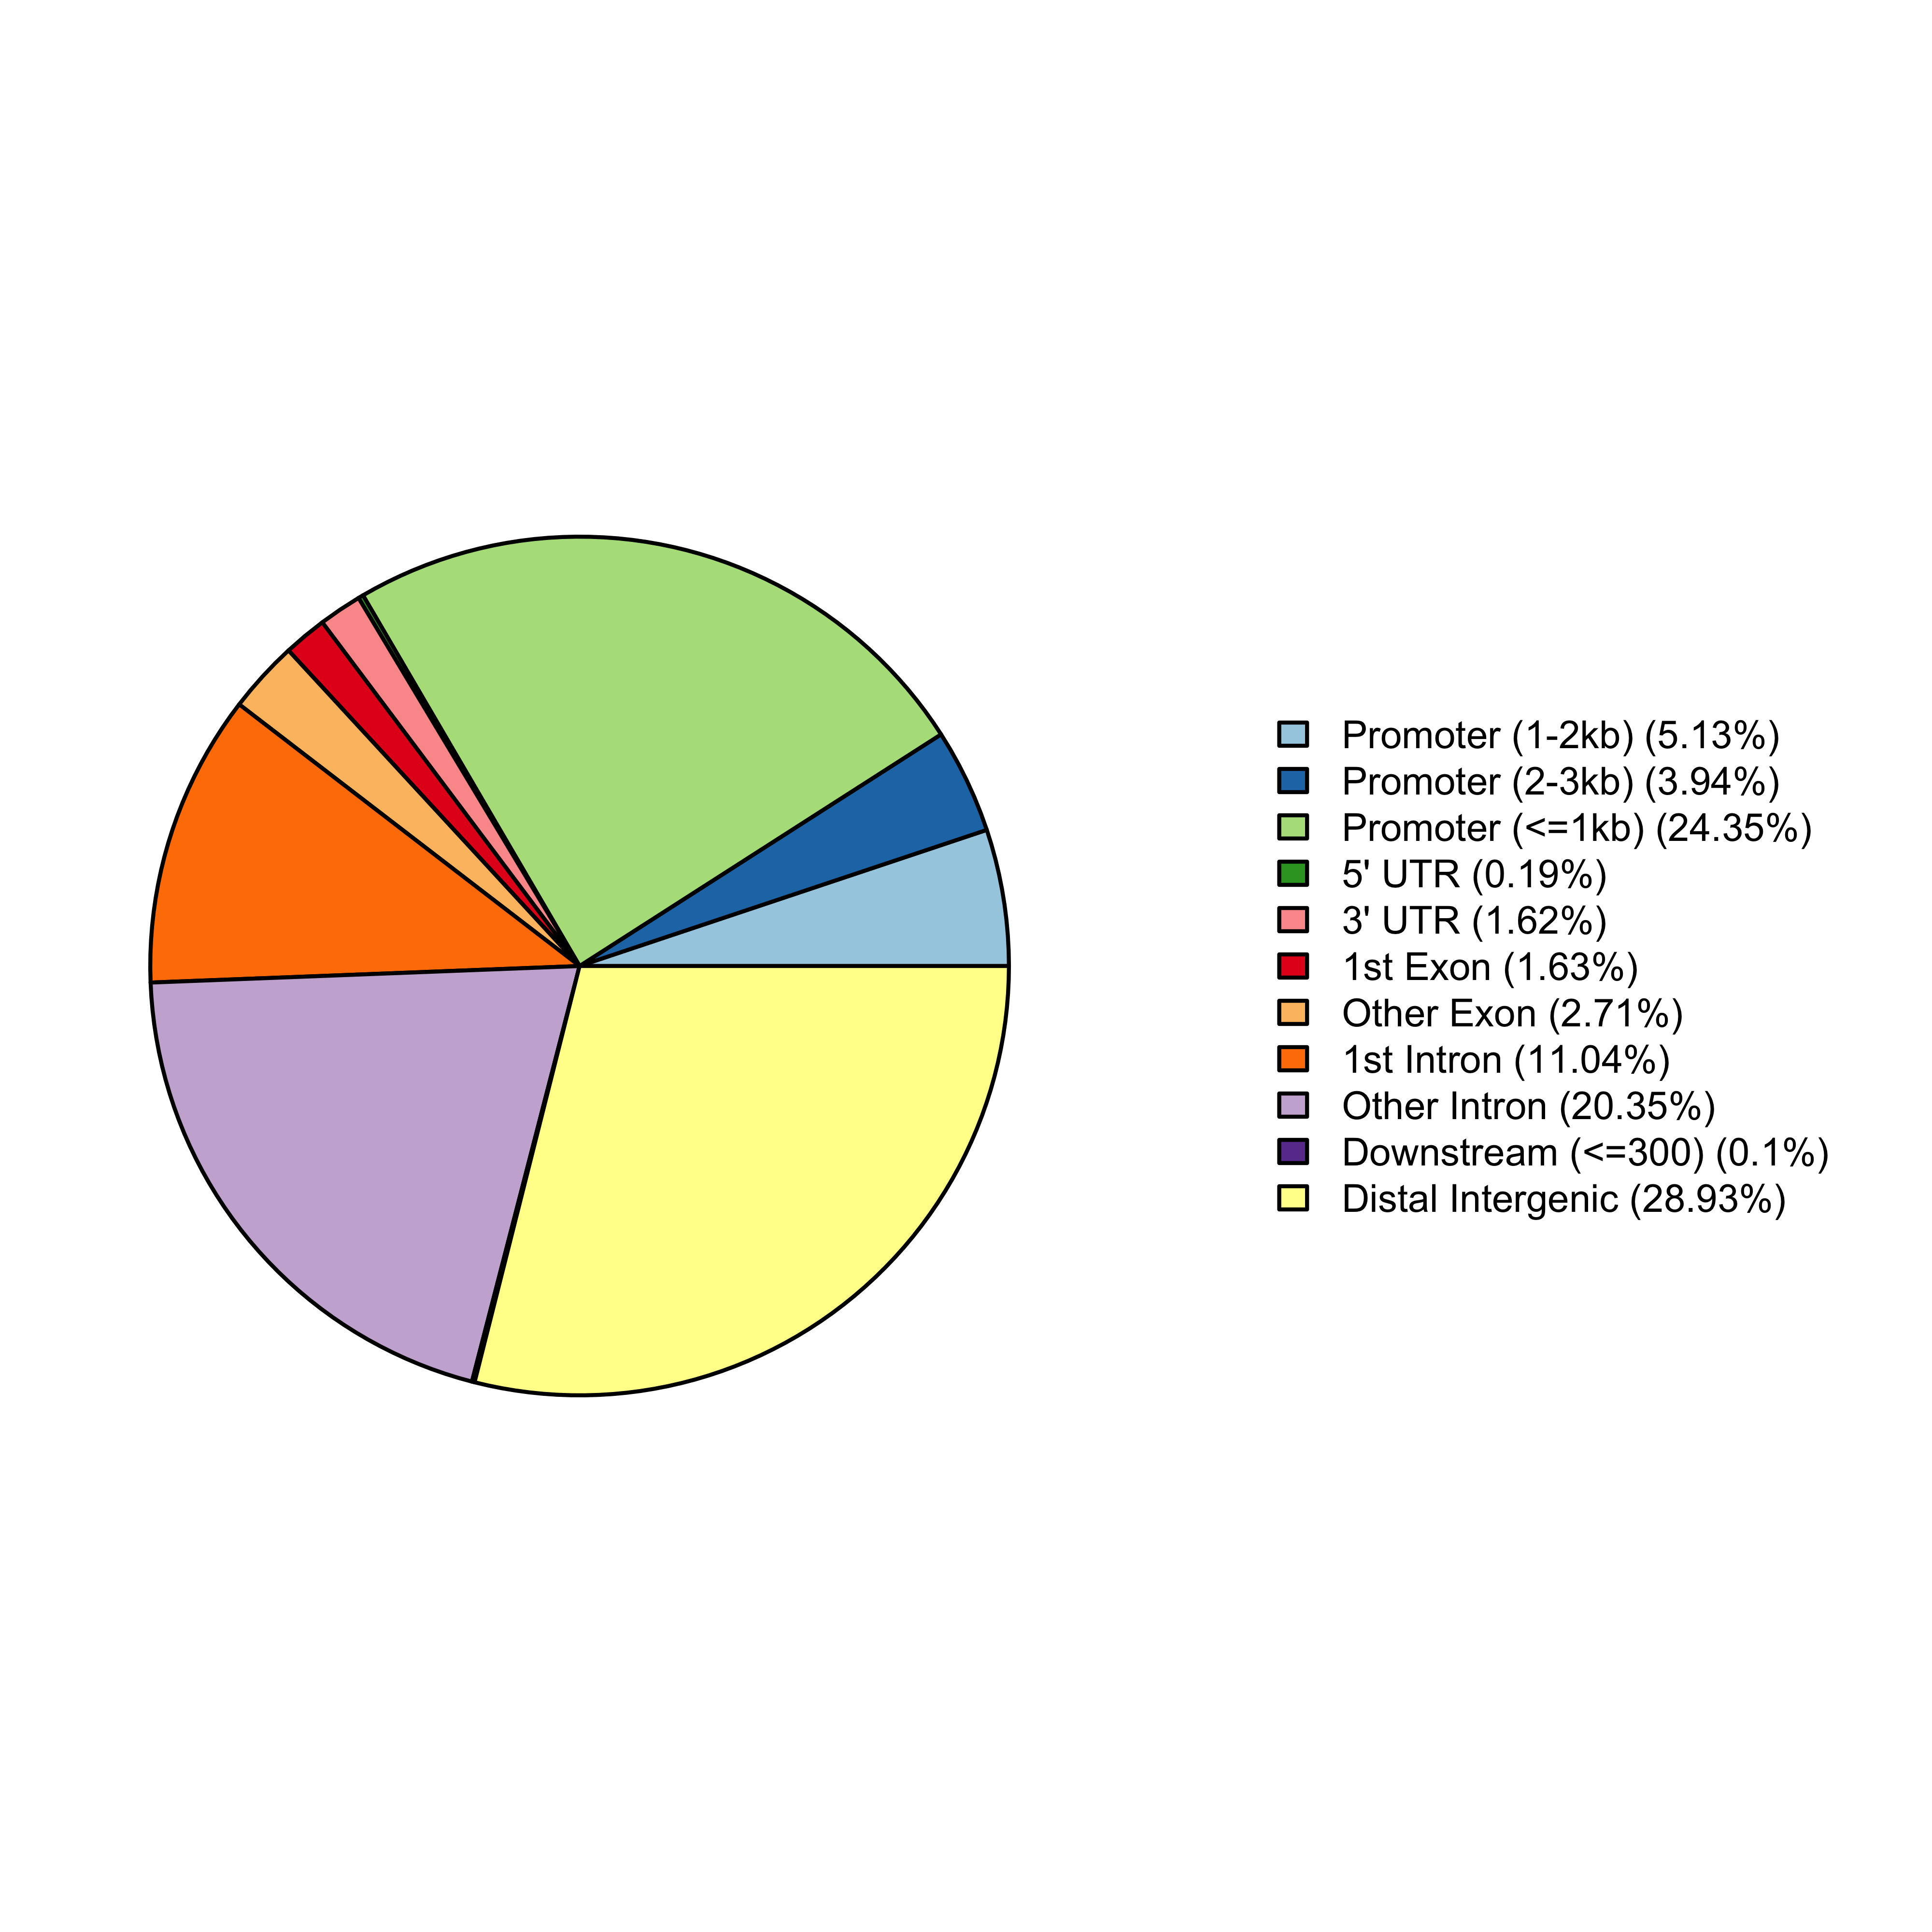 Promoter (1-2kb) (5.13%)
Promoter (2-3kb) (3.94%)
Promoter (<=1kb) (24.35%)
5' UTR (0.19%)
3' UTR (1.62%)
1st Exon (1.63%)
Other Exon (2.71%)
1st Intron (11.04%)
Other Intron (20.35%)
Downstream (<=300) (0.1%)
Distal Intergenic (28.93%)